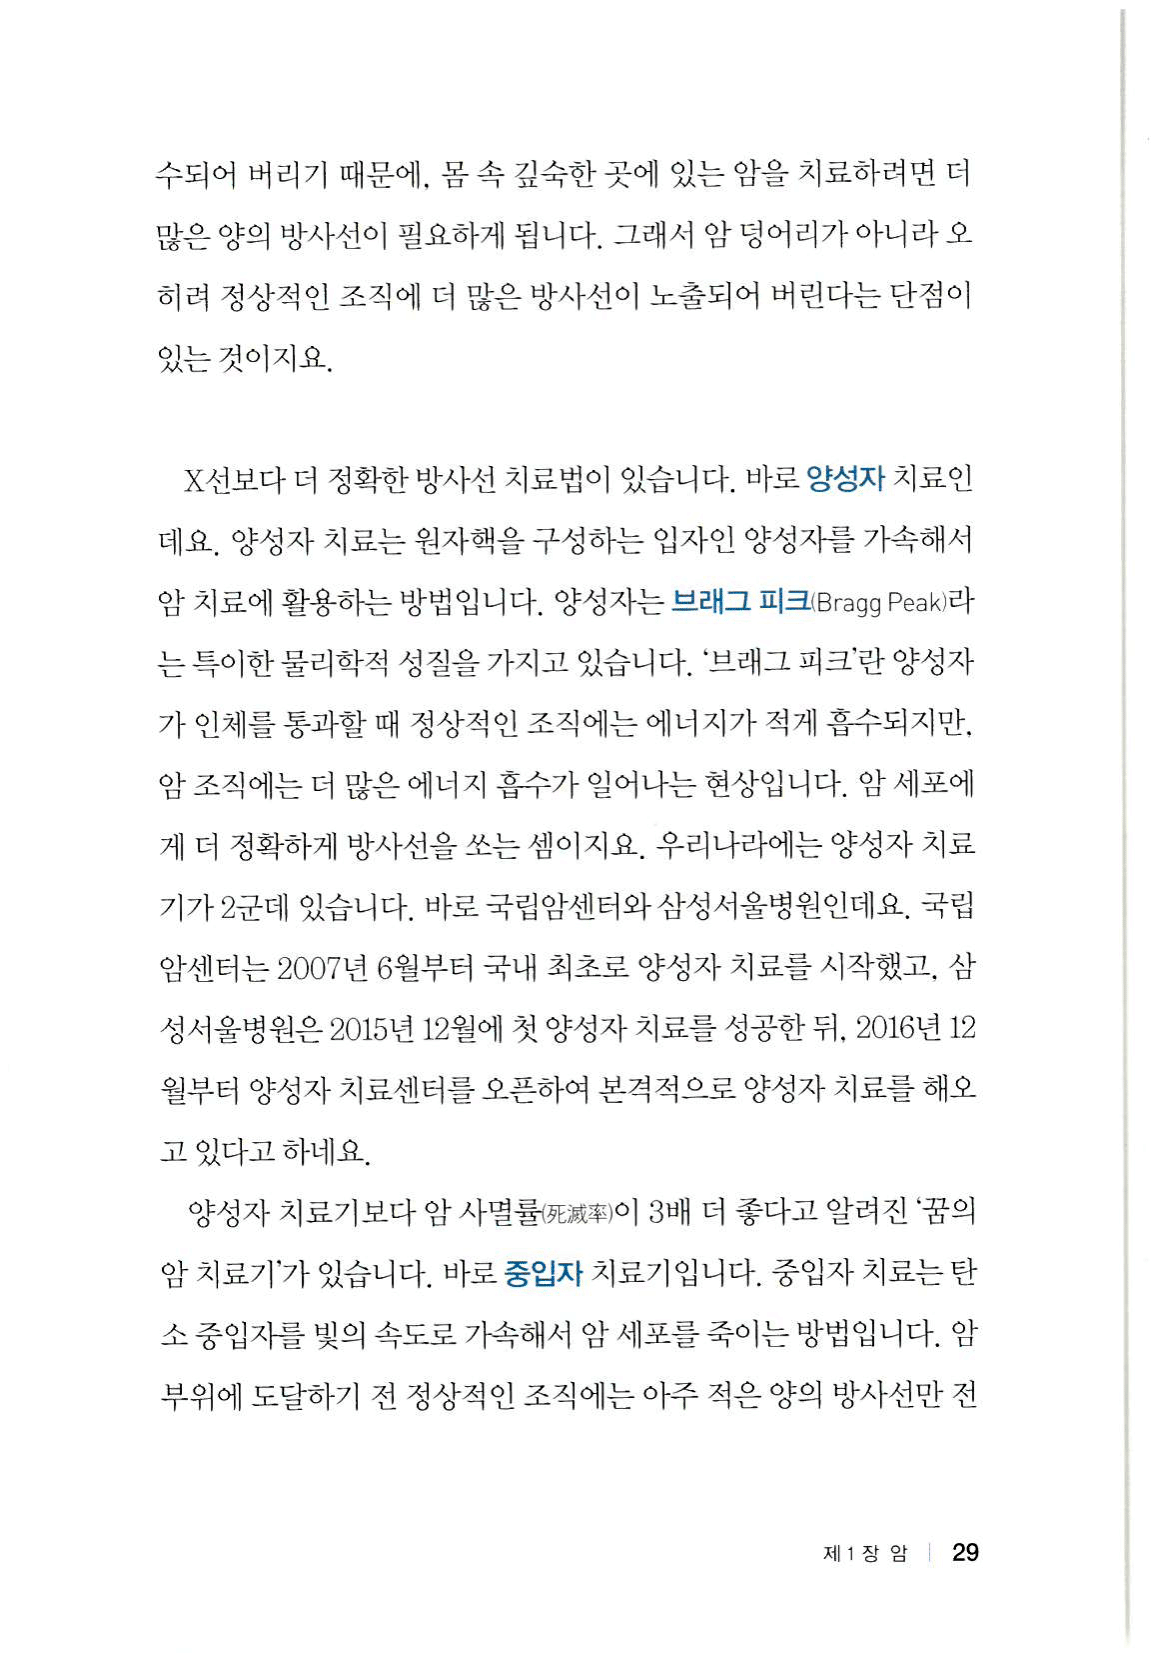 수되어 버리기 때문에, 몸 속 깊숙한 곳에 있는 암을 치료하려면 더
많은 양의 방사선이 필요하게 됩니다. 그래서 암 덩어리가 아니라 오
히려 정상적인 조직에 더 많은 방사선이 노출되어 버린다는 단점이
있는 것이지요.
X선보다 더 정확한 방사선 치료법이 있습니다. 바로 양성자 치료인
데요. 양성자 치료는 원자핵을 구성하는 입자인 양성자를 가속해서
암 치료에 활용하는 방법입니다. 양성자는 브래그 피크(Bragg Peak)라
는 특이한 물리학적 성질을 가지고 있습니다. ‘브래그 피크’란 양성자
가 인체를 통과할 때 정상적인 조직에는 에너지가 적게 흡수되지만,
암 조직에는 더 많은 에너지 흡수가 일어나는 현상입니다. 암 세포에
게 더 정확하게 방사선을 쏘는 셈이지요. 우리나라에는 양성자 치료
기가 2군데 있습니다. 바로 국립암센터와 삼성서울병원인데요. 국립
암센터는 2007년 6월부터 국내 최초로 양성자 치료를 시작했고, 삼
성서울병원은 2015년 12월에 첫 양성자 치료를 성공한 뒤, 2016년 12
월부터 양성자 치료센터를 오픈하여 본격적으로 양성자 치료를 해오
고 있다고 하네요.
양성자 치료기보다 암 사멸률(死滅率)이 3배 더 좋다고 알려진 ‘꿈의
암 치료기’가 있습니다. 바로 중입자 치료기입니다. 중입자 치료는 탄
소 중입자를 빛의 속도로 가속해서 암 세포를 죽이는 방법입니다. 암
부위에 도달하기 전 정상적인 조직에는 아주 적은 양의 방사선만 전
제1장 암 | 29